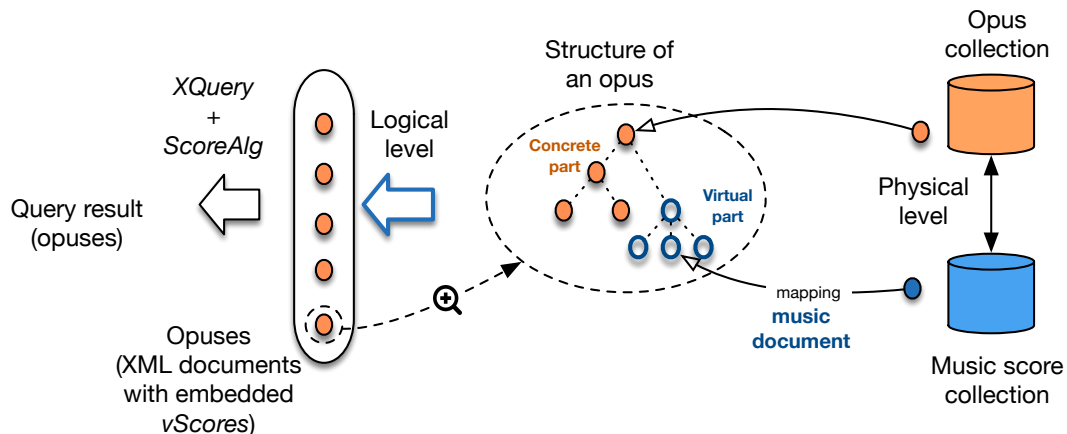 XQuery
+
ScoreAlg
Query result
(opuses)
Opuses
(XML documents
with embedded
vScores)
Logical
level
Structure of
an opus
Concrete
part
Virtual
part
mapping
music
document
Opus
collection
Physical
level
Music score
collection